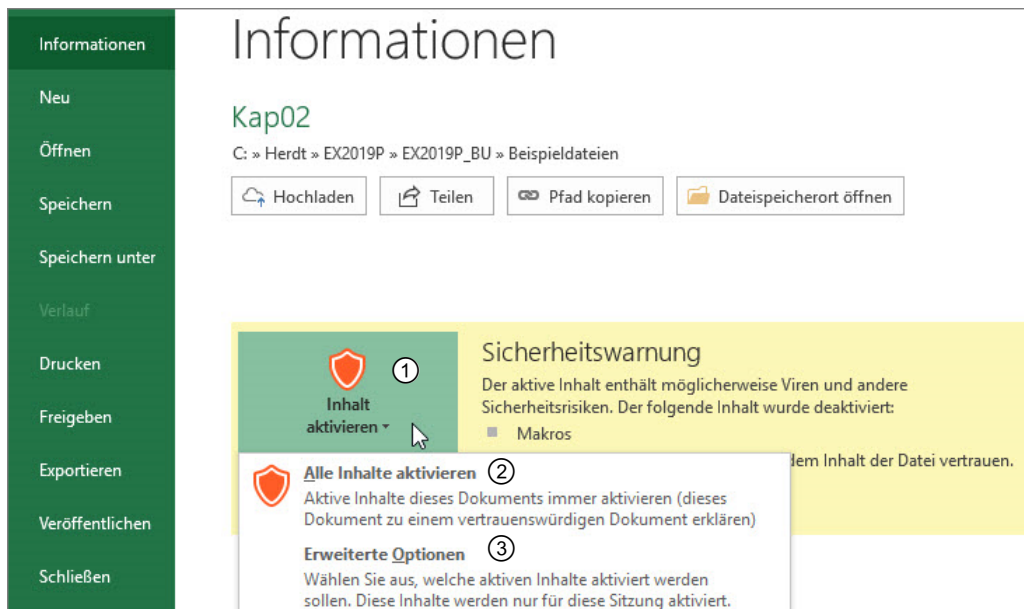 Informationen
Neu
Öffnen
Speichern
Speichern unter
Verlauf
Drucken
Freigeben
Exportieren
Veröffentlichen
Schließen
Informationen
Kap02
C: » Herdt » EX2019P » EX2019P_BU » Beispieldateien
Hochladen
Teilen
Pfad kopieren
Dateispeicherort öffnen
Inhalt
aktivieren
①
Sicherheitswarnung
Der aktive Inhalt enthält möglicherweise Viren und andere
Sicherheitsrisiken. Der folgende Inhalt wurde deaktiviert:
Makros
dem Inhalt der Datei vertrauen.
Alle Inhalte aktivieren ②
Aktive Inhalte dieses Dokuments immer aktivieren (dieses
Dokument zu einem vertrauenswürdigen Dokument erklären)
Erweiterte Optionen ③
Wählen Sie aus, welche aktiven Inhalte aktiviert werden
sollen. Diese Inhalte werden nur für diese Sitzung aktiviert.